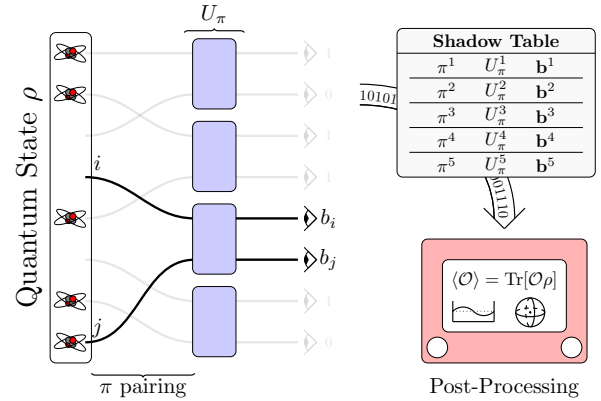 Quantum State ρ
U_π
1
0
1
1
b_i
b_j
1
0
i
j
π pairing
10101
Shadow Table
π¹ U_π¹ b¹
π² U_π² b²
π³ U_π³ b³
π⁴ U_π⁴ b⁴
π⁵ U_π⁵ b⁵
001110
⟨O⟩ = Tr[Oρ]
Post-Processing